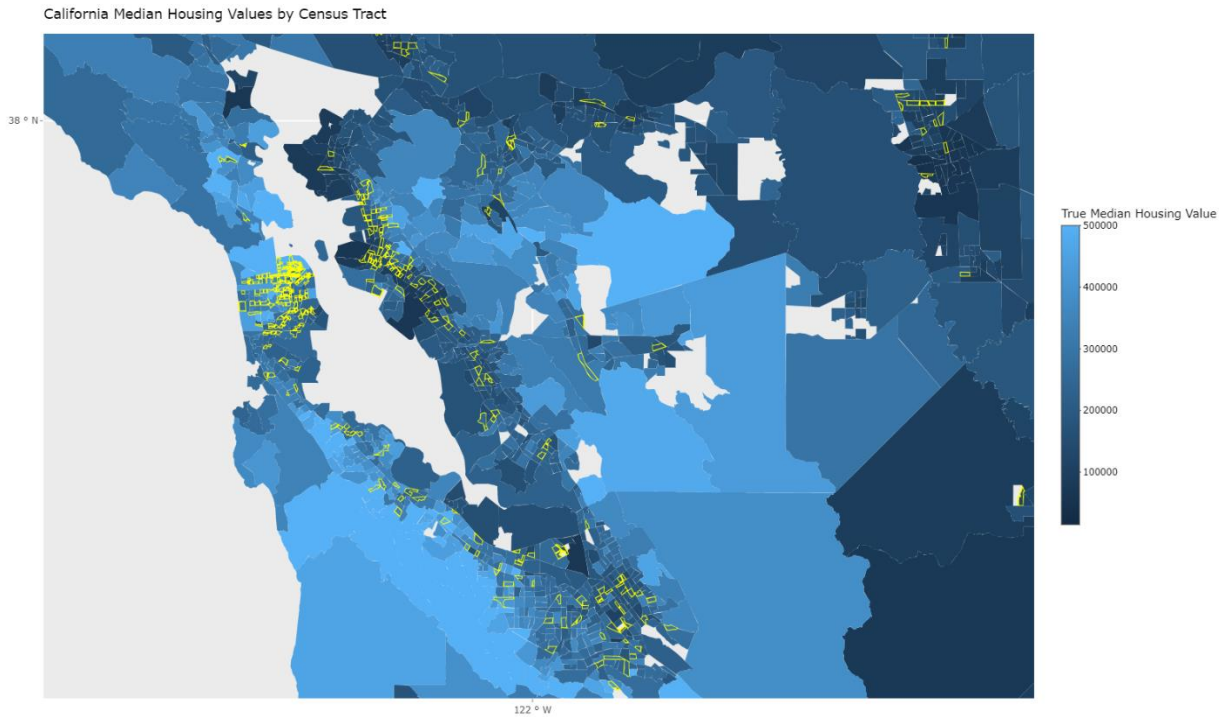 California Median Housing Values by Census Tract
38 ° N
True Median Housing Value
500000
400000
300000
200000
100000
122 ° W